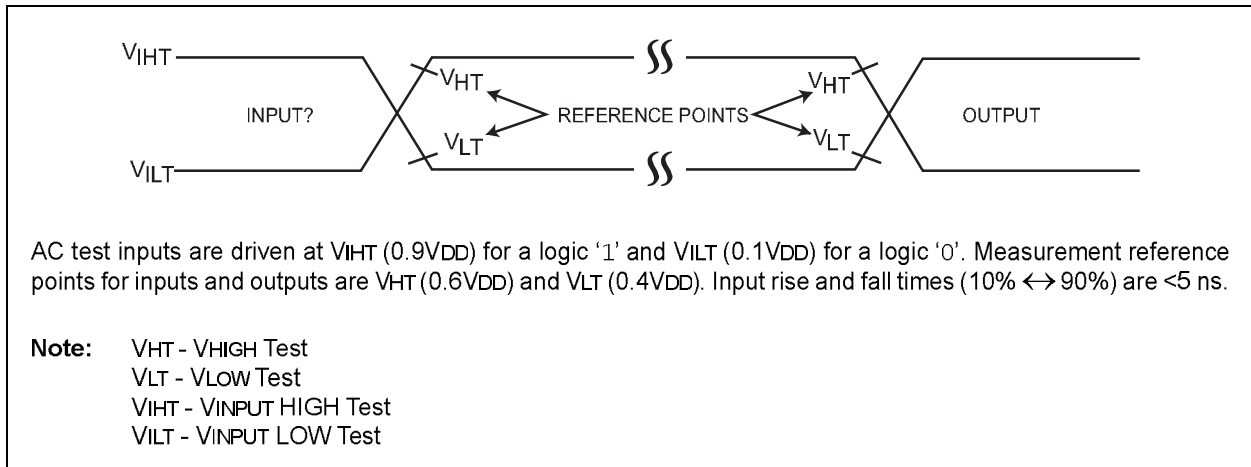 VIHT
VHT
VHT
INPUT?
REFERENCE POINTS
OUTPUT
VLT
VLT
VILT
AC test inputs are driven at VIHT (0.9VDD) for a logic ‘1’ and VILT (0.1VDD) for a logic ‘0’. Measurement reference
points for inputs and outputs are VHT (0.6VDD) and VLT (0.4VDD). Input rise and fall times (10% ↔ 90%) are <5 ns.
Note: VHT - VHIGH Test
VLT - VLOW Test
VIHT - VINPUT HIGH Test
VILT - VINPUT LOW Test